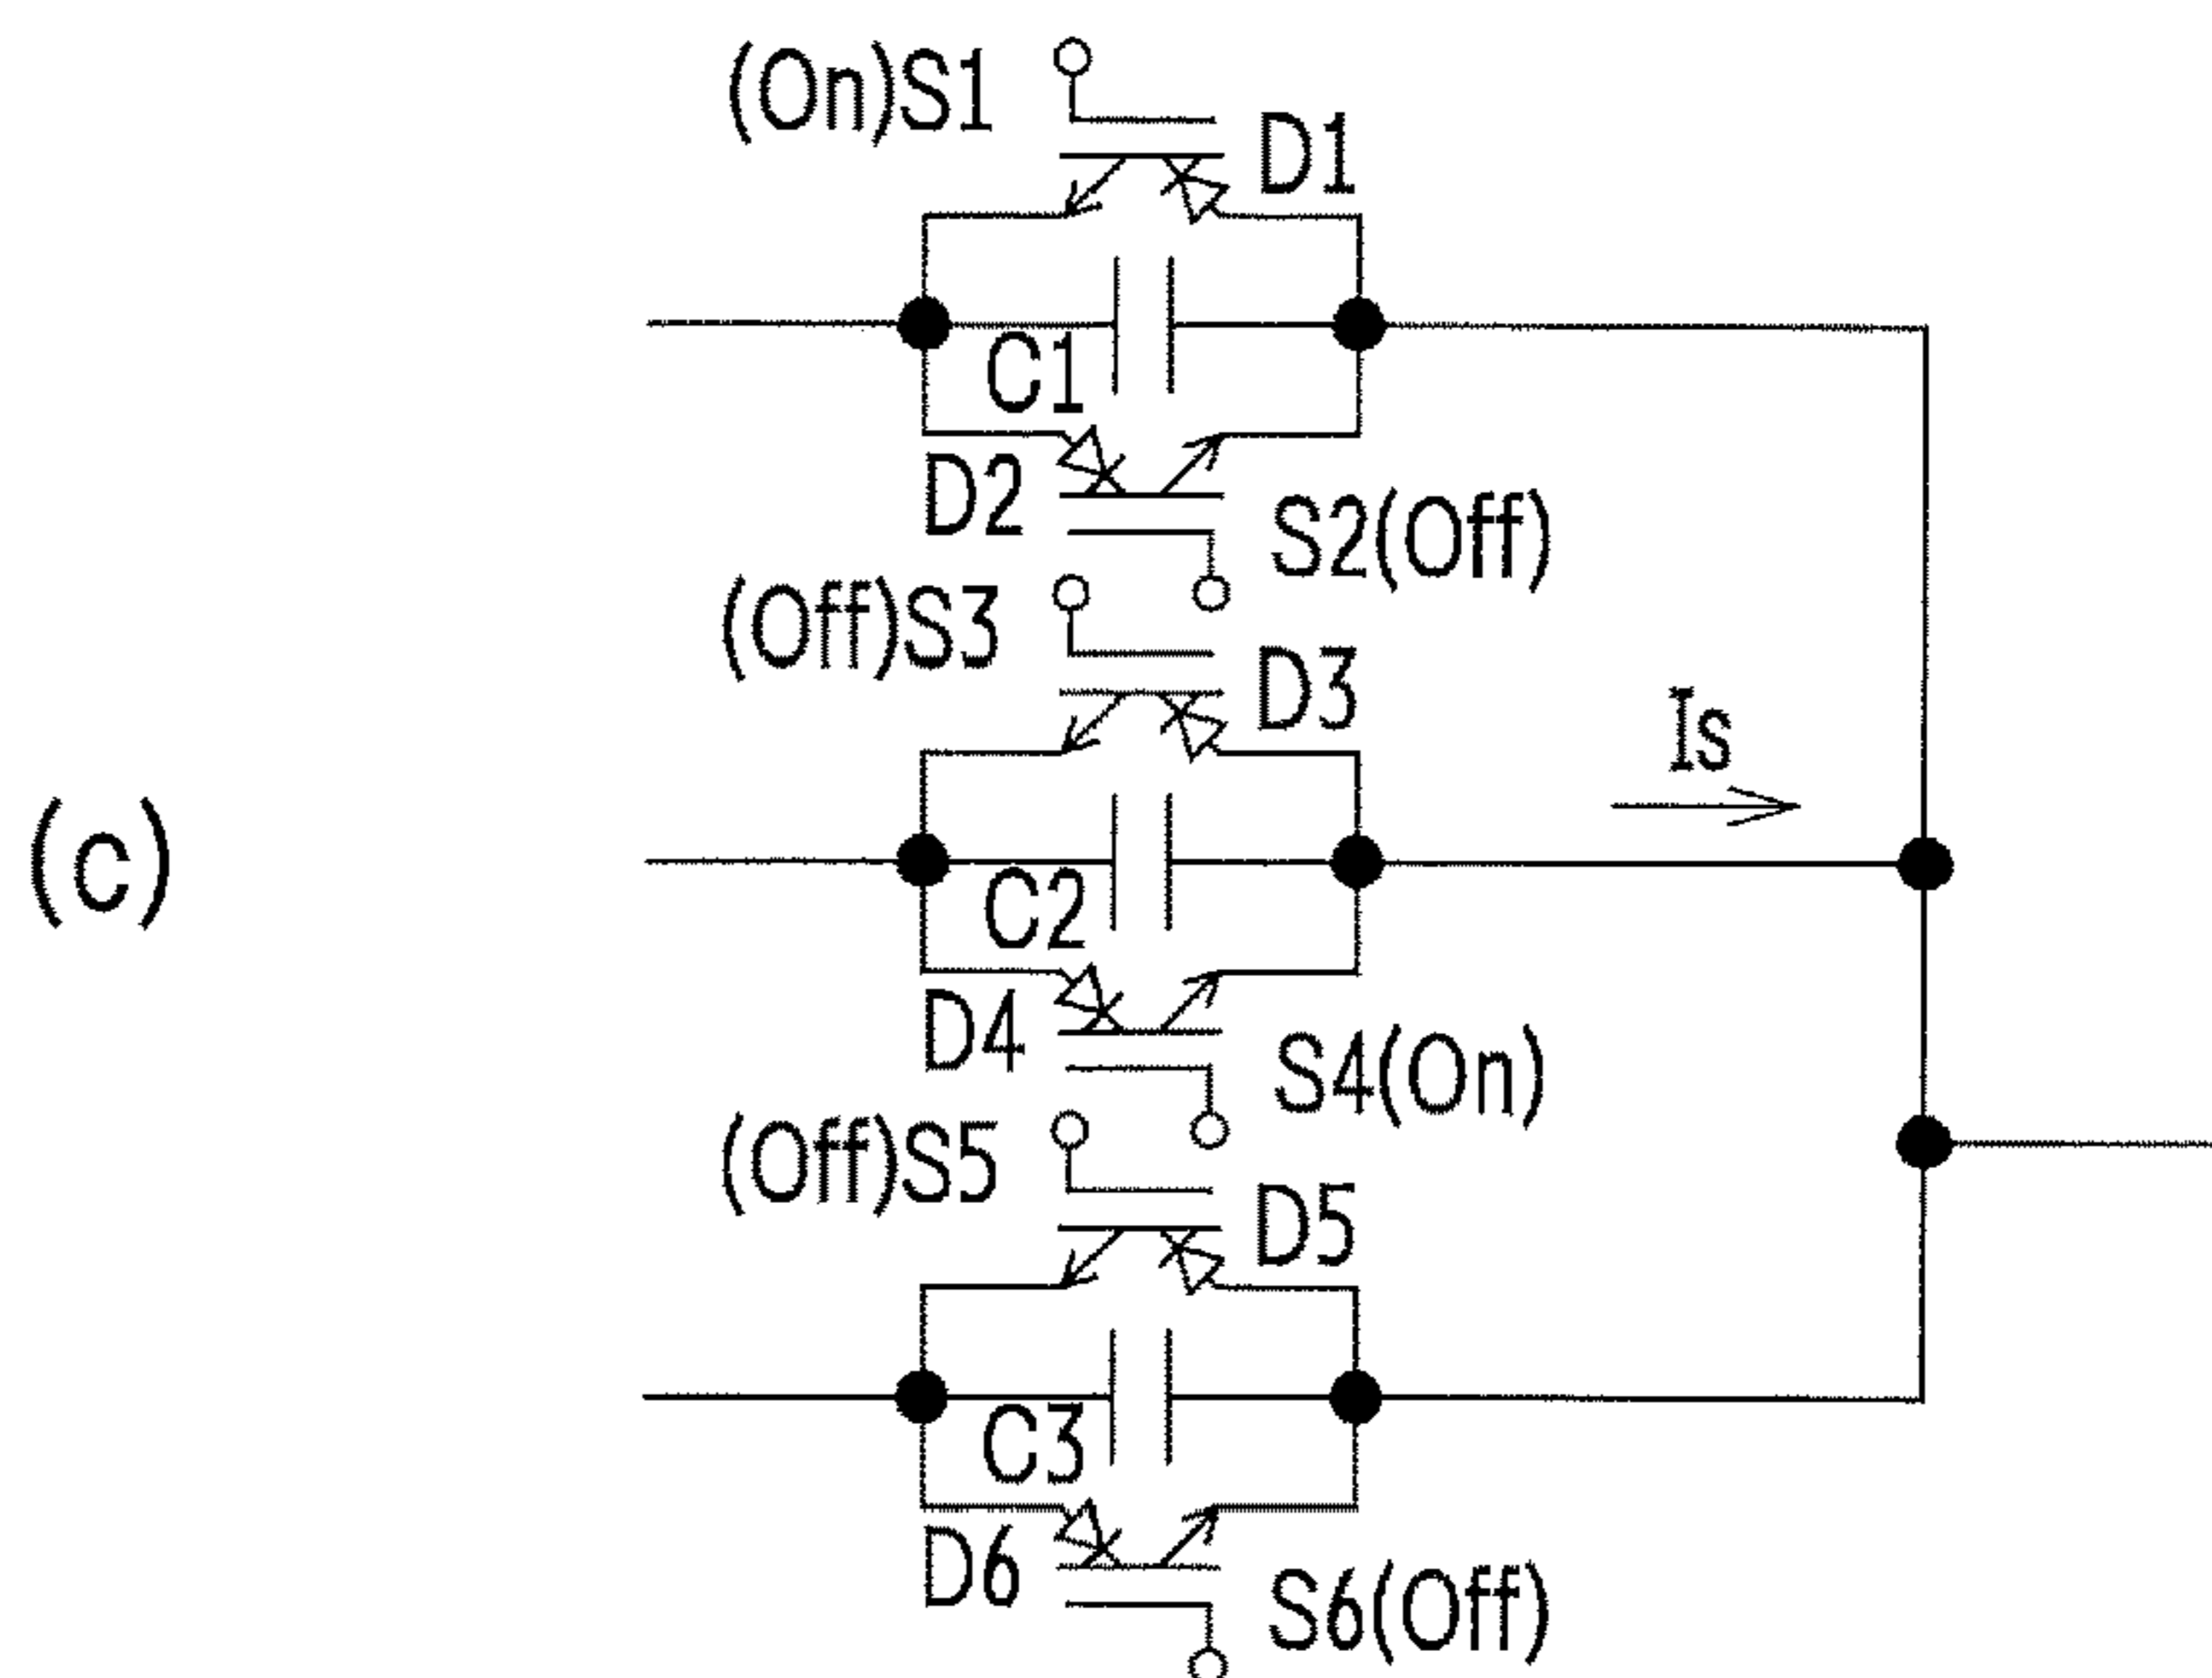 (On)S1
D1
C1
D2
S2(Off)
(Off)S3
D3
Is
(c)
C2
D4
S4(On)
(Off)S5
D5
C3
D6
S6(Off)